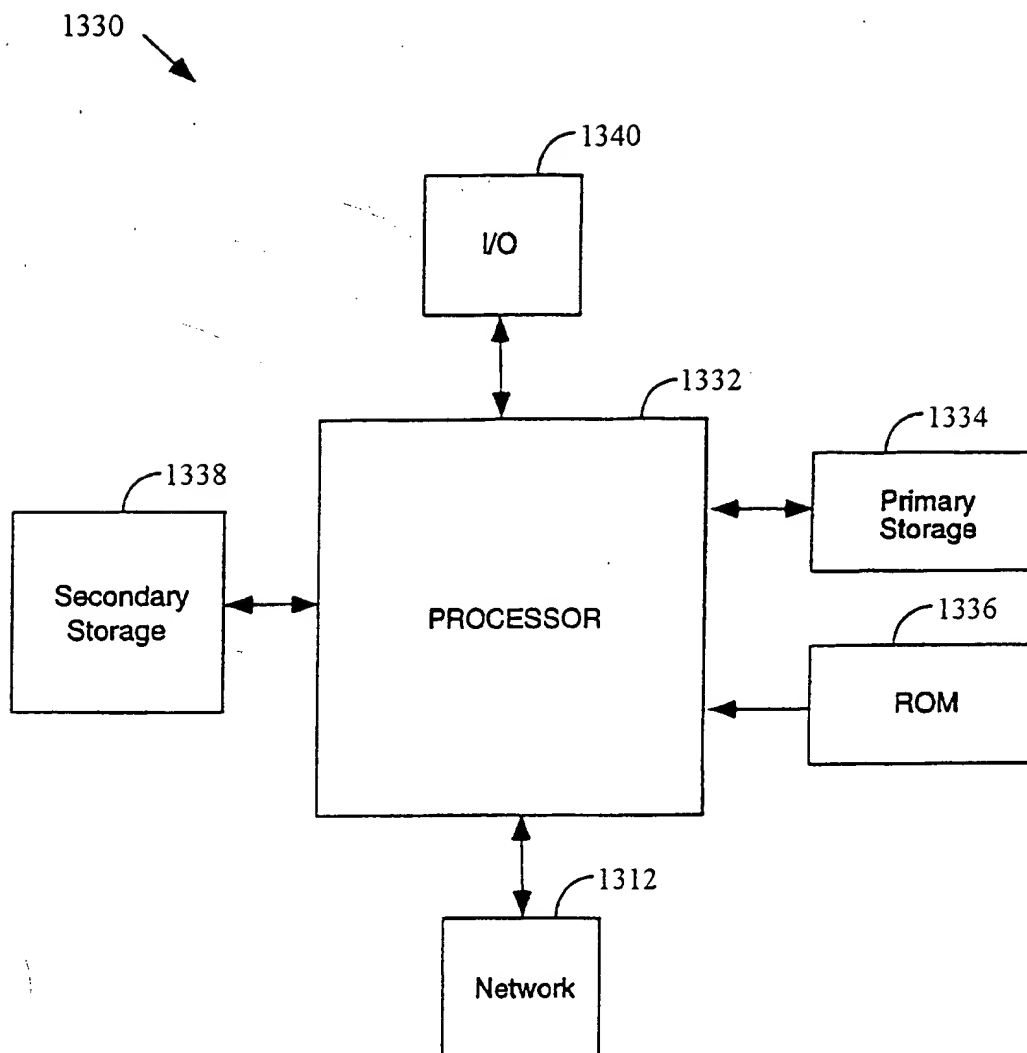 1330
1340
I/O
1332
1334
Primary
Storage
1338
Secondary
Storage
PROCESSOR
1336
ROM
1312
Network